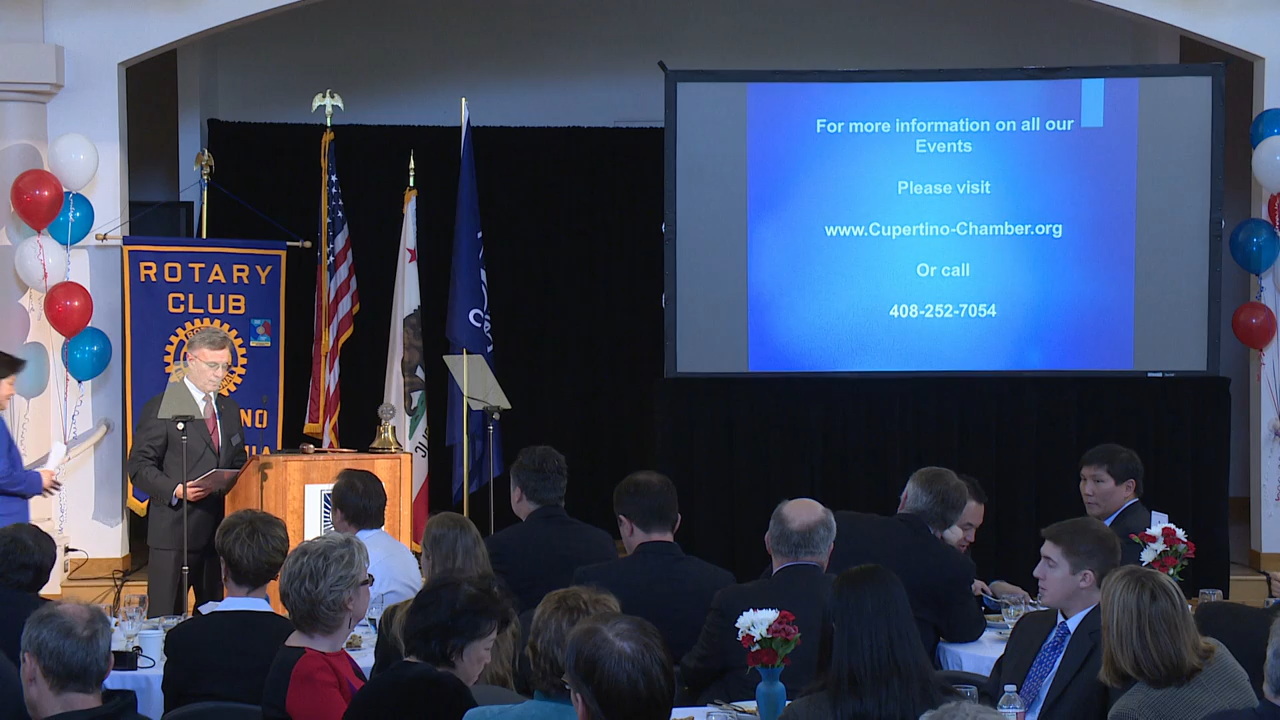 For more information on all our
Events
Please visit
www.Cupertino-Chamber.org
Or call
408-252-7054
ROTARY
CLUB